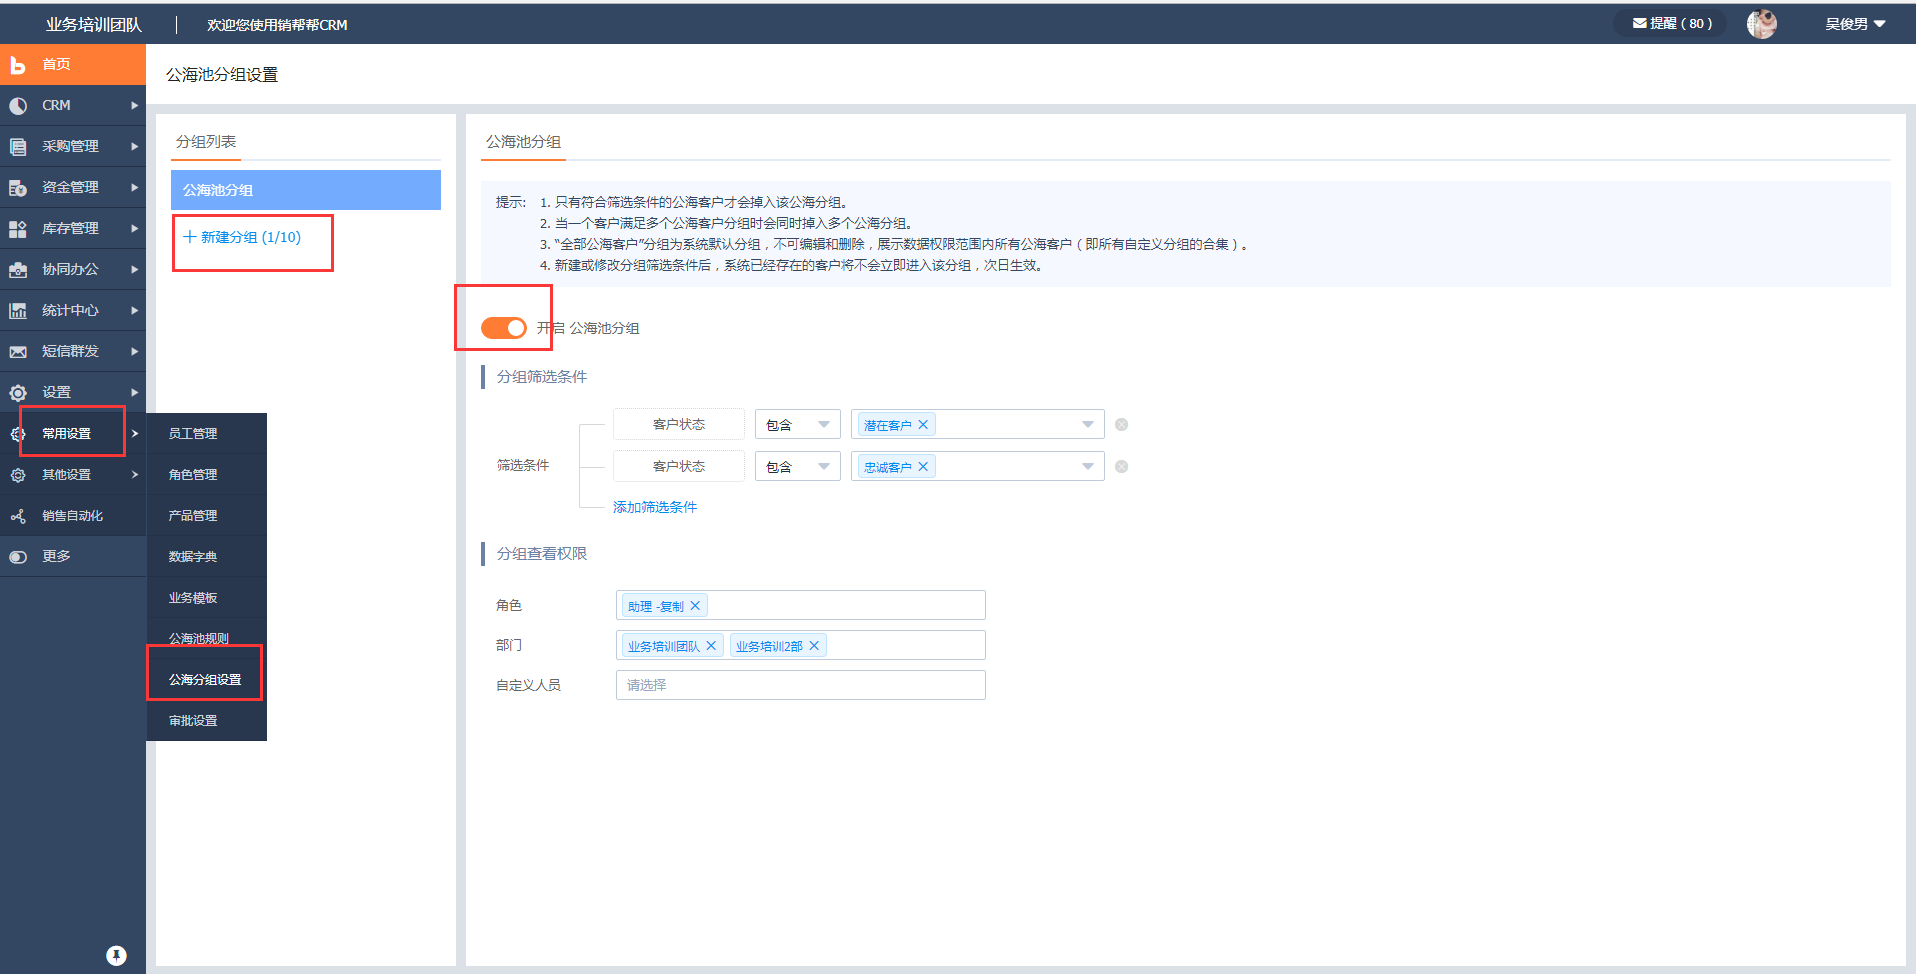 业务培训团队
欢迎您使用销帮帮CRM
提醒 ( 80 )
吴俊男
首页
CRM
采购管理
资金管理
库存管理
协同办公
统计中心
短信群发
设置
常用设置
其他设置
销售自动化
更多
员工管理
角色管理
产品管理
数据字典
业务模板
公海池规则
公海分组设置
审批设置
公海池分组设置
分组列表
公海池分组
新建分组 (1/10)
公海池分组
提示: 1. 只有符合筛选条件的公海客户才会掉入该公海分组。
2. 当一个客户满足多个公海客户分组时会同时掉入多个公海分组。
3. “全部公海客户”分组为系统默认分组，不可编辑和删除，展示数据权限范围内所有公海客户（即所有自定义分组的合集）。
4. 新建或修改分组筛选条件后，系统已经存在的客户将不会立即进入该分组，次日生效。
开启 公海池分组
分组筛选条件
筛选条件
客户状态 包含 潜在客户
客户状态 包含 忠诚客户
添加筛选条件
分组查看权限
角色 助理 -复制
部门 业务培训团队 业务培训2部
自定义人员 请选择